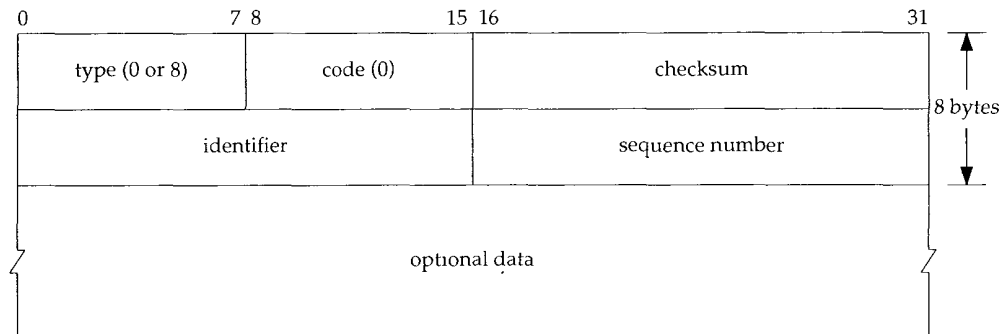 0 7 8 15 16 31
type (0 or 8) code (0) checksum
8 bytes
identifier sequence number
optional data